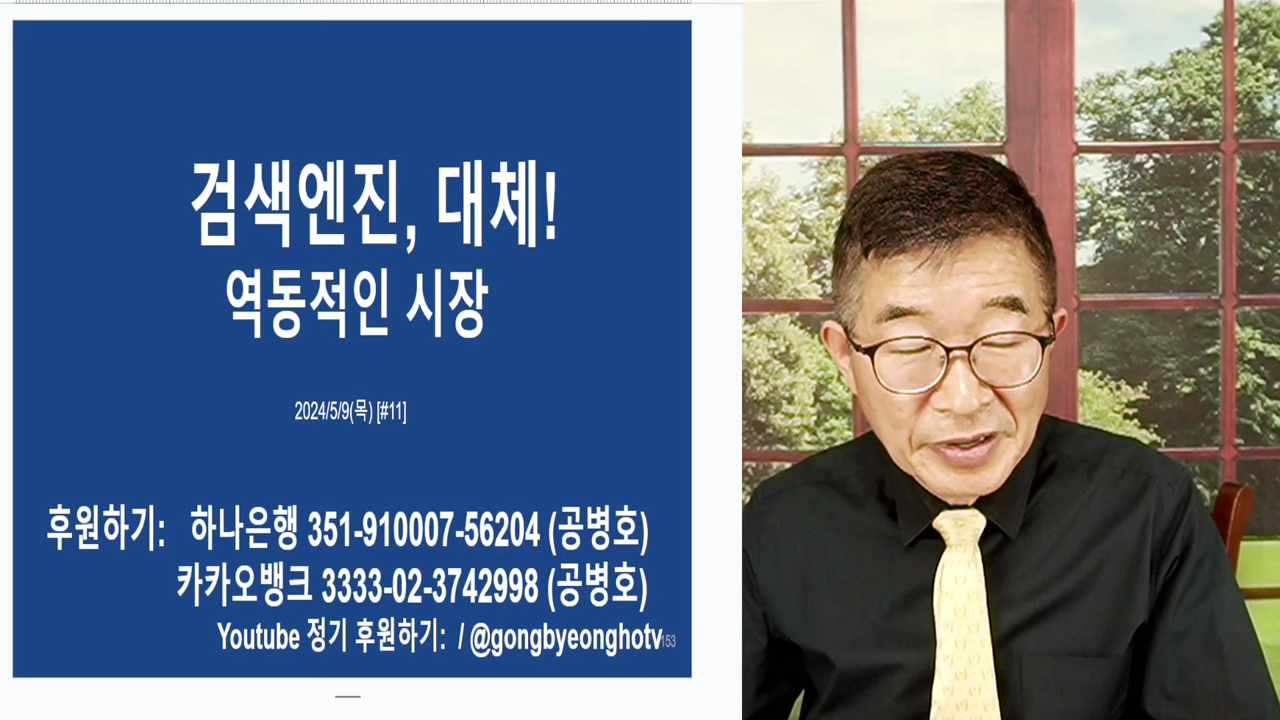 검색엔진, 대체!
역동적인 시장
2024/5/9(목) [#11]
후원하기: 하나은행 351-910007-56204 (공병호)
카카오뱅크 3333-02-3742998 (공병호)
Youtube 정기 후원하기: / @gongbyeonghotv
153